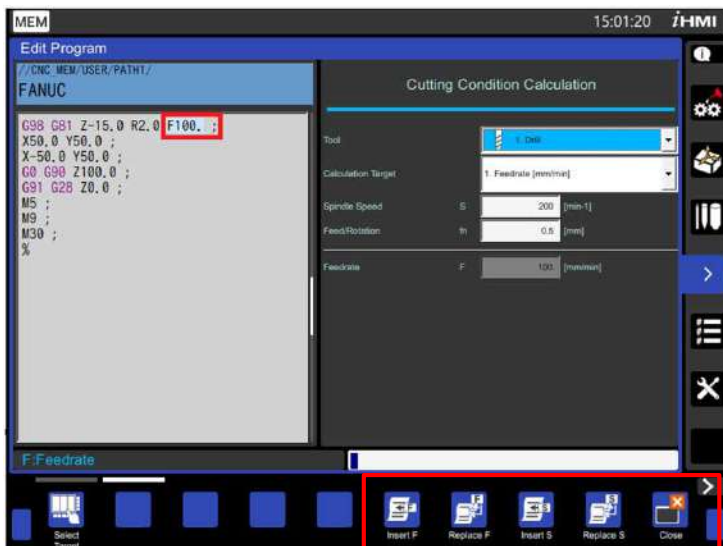 MEM
15:01:20
iHMI
Edit Program
//CNC_MEM/USER/PATH1/
FANUC
G98 G81 Z-15.0 R2.0 F100. ;
X50.0 Y50.0 ;
X-50.0 Y50.0 ;
G0 G90 Z100.0 ;
G91 G28 Z0.0 ;
M5 ;
M9 ;
M30 ;
%
Cutting Condition Calculation
Tool
1. Drill
Calculation Target
1. Feedrate [mm/min]
Spindle Speed S 200 [min-1]
Feed/Rotation fn 0.5 [mm]
Feedrate F 100 [mm/min]
F:Feedrate
Select
Target
Insert F
Replace F
Insert S
Replace S
Close